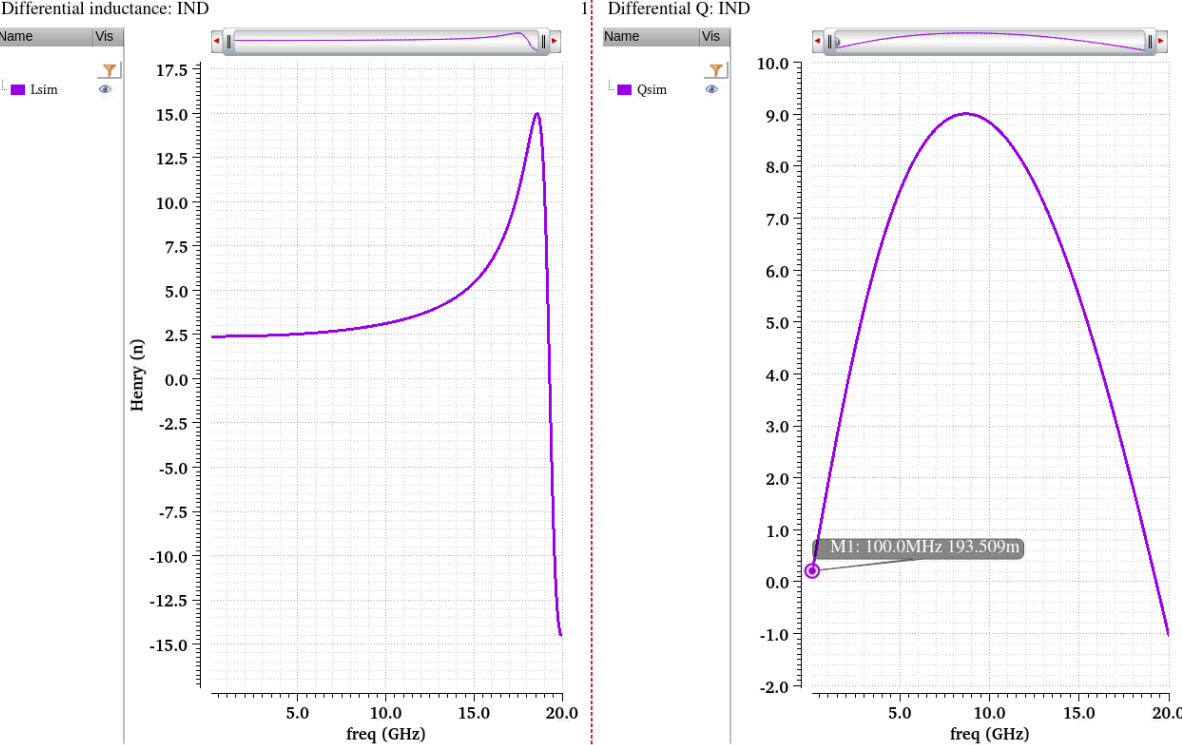 Differential inductance: IND
1
Name Vis
Lsim
17.5
15.0
12.5
10.0
7.5
5.0
2.5
0.0
-2.5
-5.0
-7.5
-10.0
-12.5
-15.0
Henry (n)
5.0 10.0 15.0 20.0
freq (GHz)
Differential Q: IND
Name Vis
Qsim
10.0
9.0
8.0
7.0
6.0
5.0
4.0
3.0
2.0
1.0
0.0
-1.0
-2.0
M1: 100.0MHz 193.509m
5.0 10.0 15.0 20.0
freq (GHz)